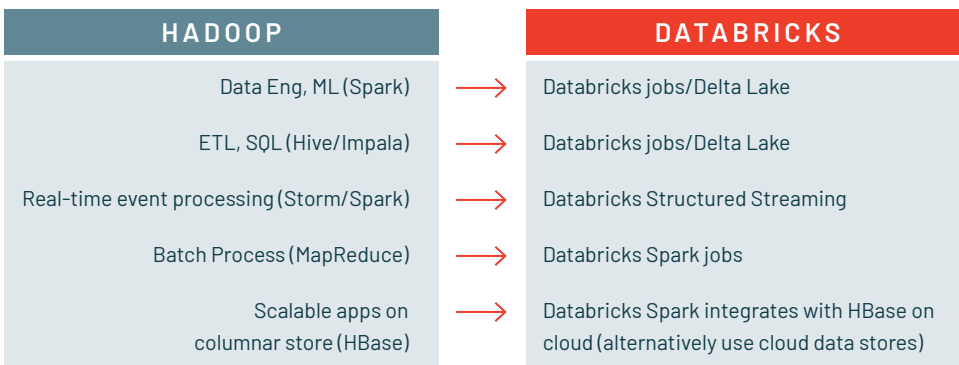 HADOOP
DATABRICKS
Data Eng, ML (Spark)
Databricks jobs/Delta Lake
ETL, SQL (Hive/Impala)
Databricks jobs/Delta Lake
Real-time event processing (Storm/Spark)
Databricks Structured Streaming
Batch Process (MapReduce)
Databricks Spark jobs
Scalable apps on
columnar store (HBase)
Databricks Spark integrates with HBase on
cloud (alternatively use cloud data stores)